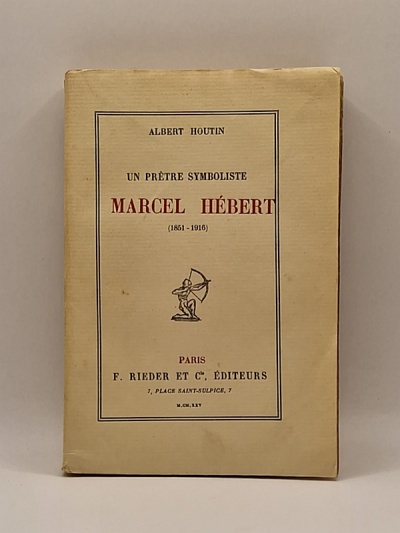 ALBERT HOUTIN
UN PRÊTRE SYMBOLISTE
MARCEL HÉBERT
(1851-1916)
PARIS
F. RIEDER ET Cie, ÉDITEURS
7, PLACE SAINT-SULPICE, 7
M.CM.XXV